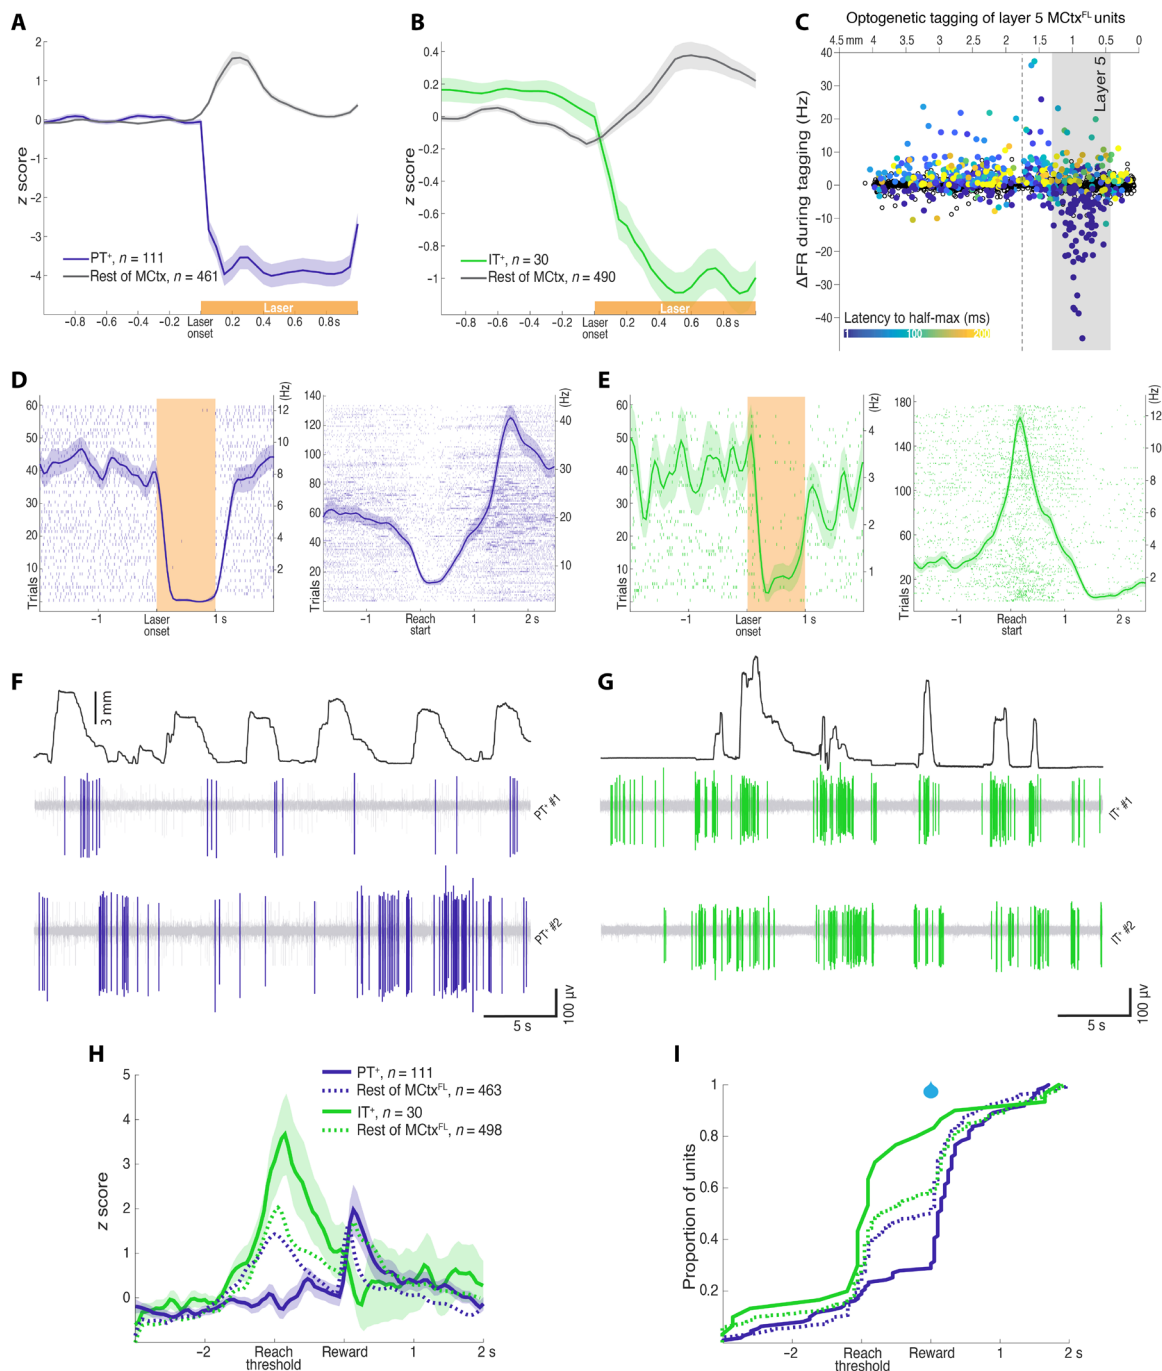 A
z score
2
1
0
−1
−2
−3
−4
PT⁺, n = 111
Rest of MCtx, n = 461
Laser
−0.8 −0.6 −0.4 −0.2 Laser onset 0.2 0.4 0.6 0.8 s
B
z score
0.4
0.2
0
−0.2
−0.4
−0.6
−0.8
−1
IT⁺, n = 30
Rest of MCtx, n = 490
Laser
−0.8 −0.6 −0.4 −0.2 Laser onset 0.2 0.4 0.6 0.8 s
C
Optogenetic tagging of layer 5 MCtxᶠᴸ units
4.5 mm 4 3.5 3 2.5 2 1.5 1 0.5 0
ΔFR during tagging (Hz)
40
30
20
10
0
−10
−20
−30
−40
Layer 5
Latency to half-max (ms)
1 100 200
D
60
50
40
30
20
10
Trials
(Hz)
12
10
8
6
4
2
−1 Laser onset 1 s
140
120
100
80
60
40
20
Trials
(Hz)
40
30
20
10
−1 Reach start 1 2 s
E
60
50
40
30
20
10
Trials
(Hz)
4
3
2
1
−1 Laser onset 1 s
180
140
100
60
20
Trials
(Hz)
12
10
8
6
4
2
−1 Reach start 1 2 s
F
3 mm
PT⁺ #1
PT⁺ #2
100 μv
5 s
G
IT⁺ #1
IT⁺ #2
100 μv
5 s
H
z score
5
4
3
2
1
0
PT⁺, n = 111
Rest of MCtxᶠᴸ, n = 463
IT⁺, n = 30
Rest of MCtxᶠᴸ, n = 498
−2 Reach threshold Reward 1 2 s
I
Proportion of units
1
0.8
0.6
0.4
0.2
−2 Reach threshold Reward 1 2 s